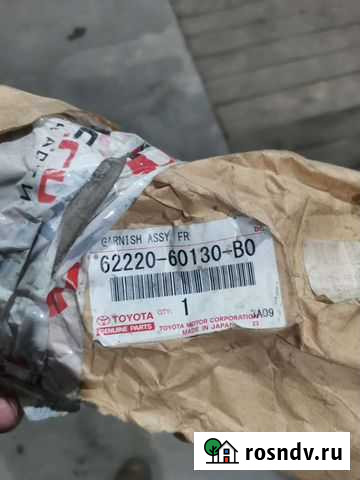 GARNISH ASSY, FR
62220-60130-B0
TOYOTA
GENUINE PARTS
QTY.
1
TOYOTA MOTOR CORPORATION
MADE IN JAPAN
3A09
rosndv.ru